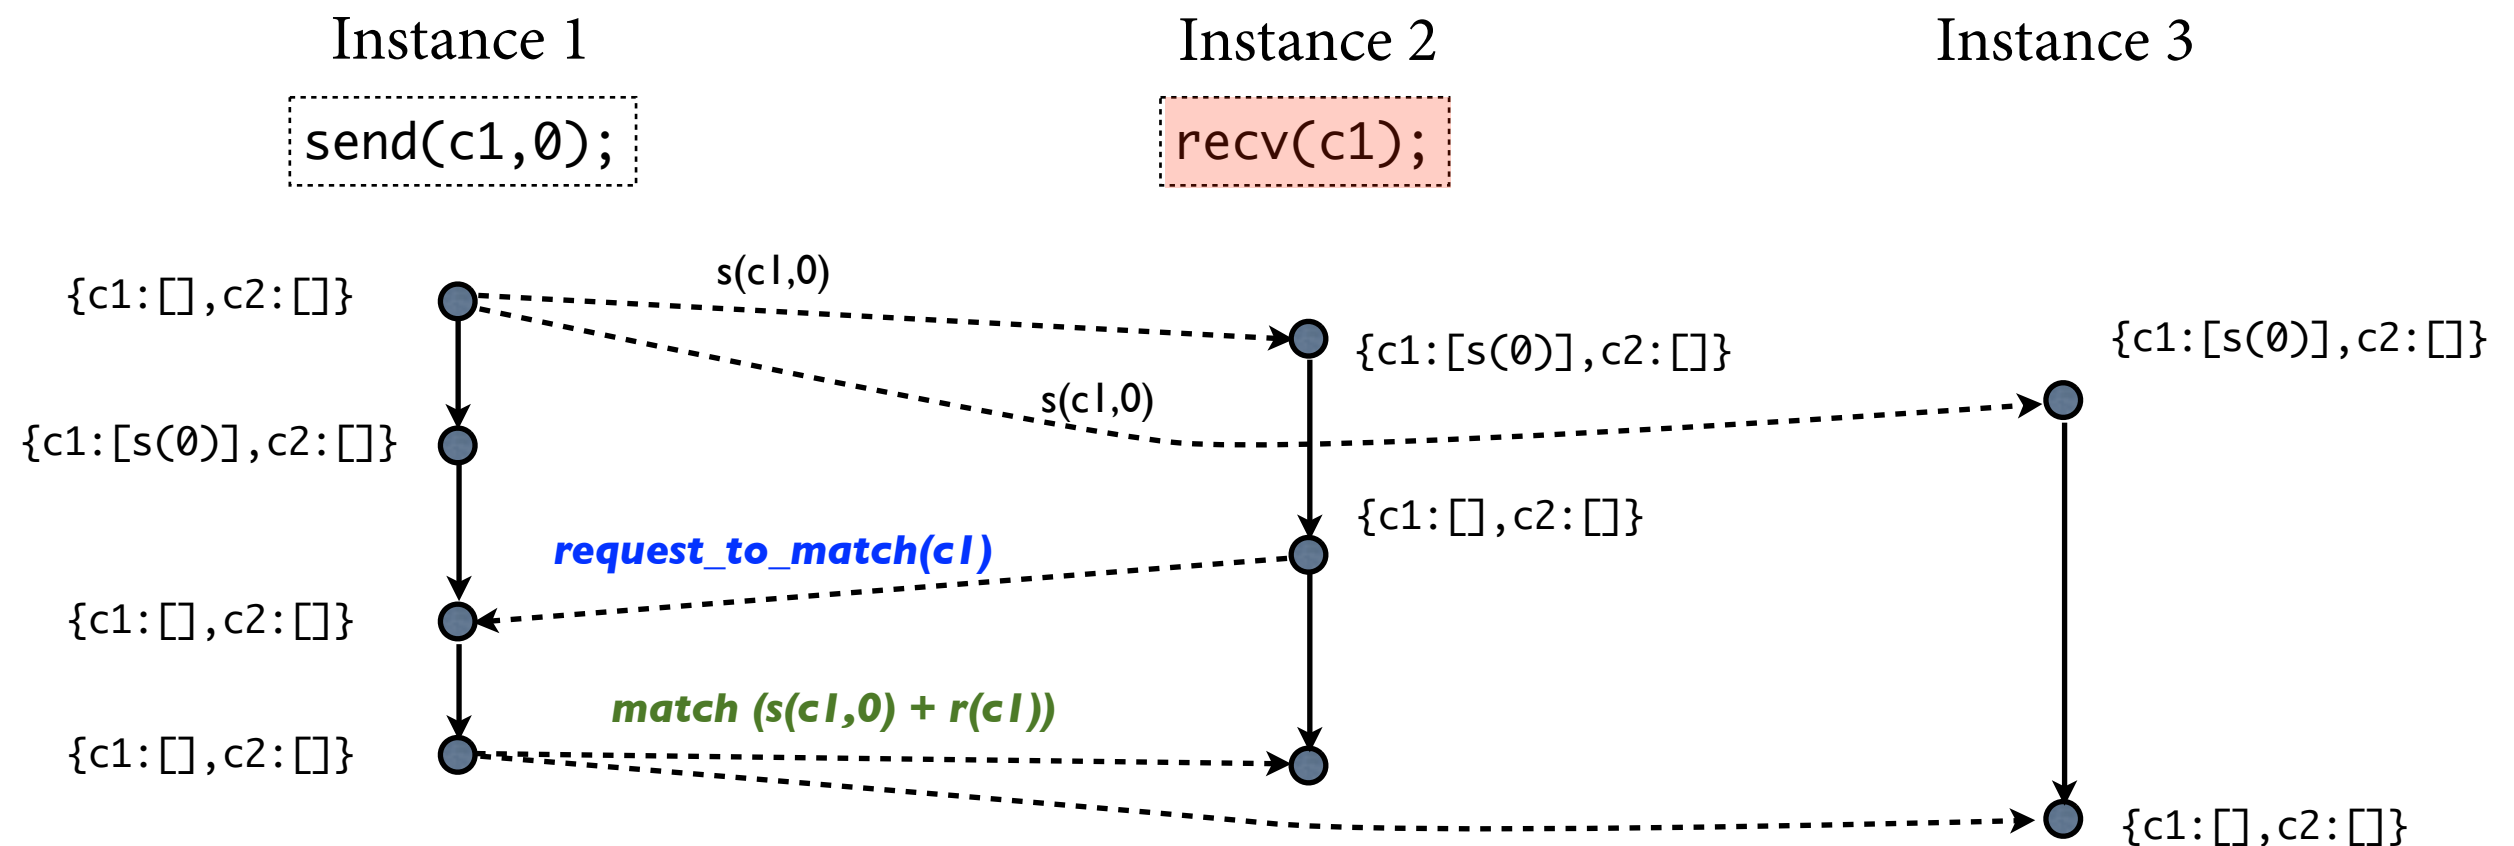 Instance 1
Instance 2
Instance 3
send(c1,0);
recv(c1);
s(c1,0)
{c1:[],c2:[]}
{c1:[s(0)],c2:[]}
{c1:[s(0)],c2:[]}
s(c1,0)
{c1:[s(0)],c2:[]}
{c1:[],c2:[]}
request_to_match(c1)
{c1:[],c2:[]}
match (s(c1,0) + r(c1))
{c1:[],c2:[]}
{c1:[],c2:[]}